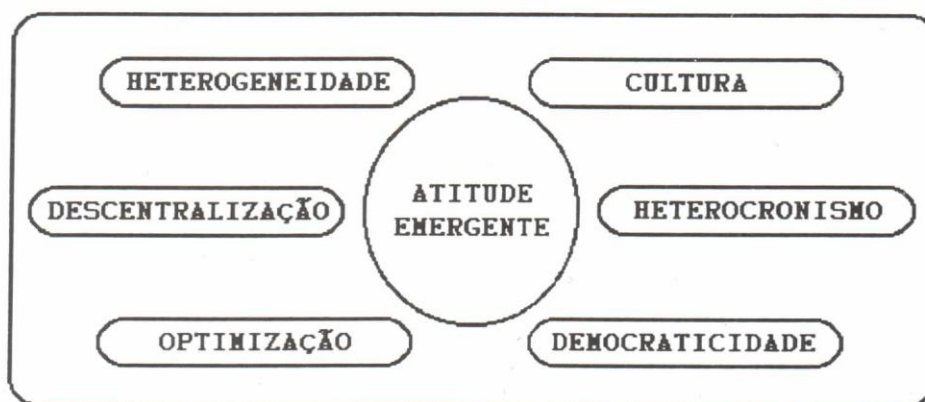 HETEROGENEIDADE
CULTURA
ATITUDE
EMERGENTE
DESCENTRALIZAÇÃO
HETEROCRONISMO
OPTIMIZAÇÃO
DEMOCRATICIDADE